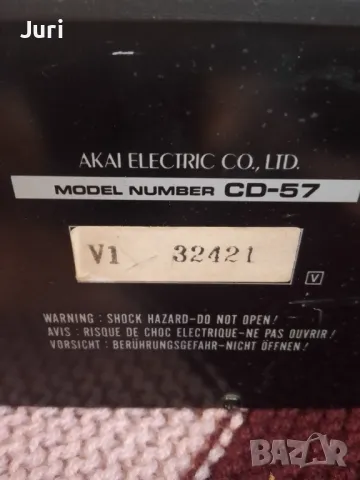 Juri
AKAI ELECTRIC CO., LTD.
MODEL NUMBER CD-57
V1 32421
V
WARNING : SHOCK HAZARD-DO NOT OPEN!
AVIS : RISQUE DE CHOC ELECTRIQUE-NE PAS OUVRIR!
VORSICHT : BERÜHRUNGSGEFAHR-NICHT ÖFFNEN!
BAZAR